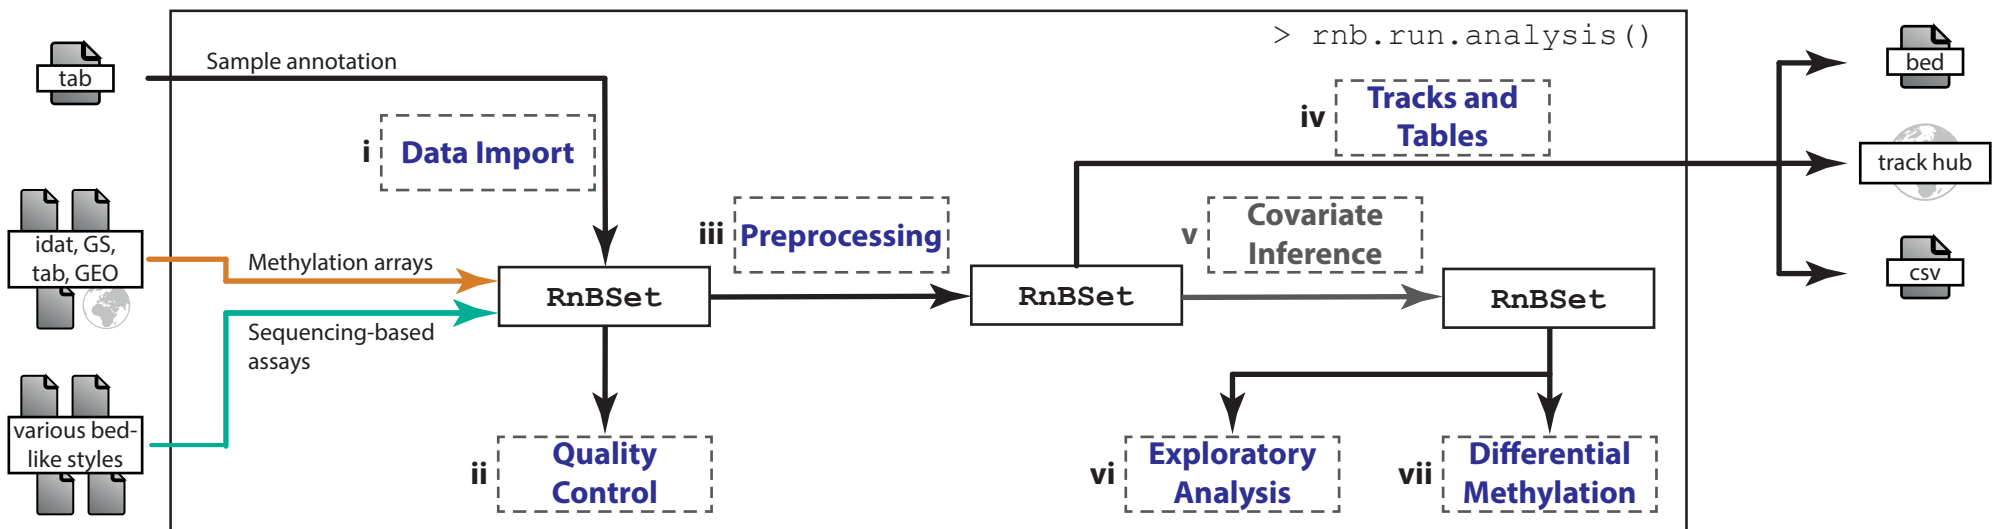 > rnb.run.analysis()
tab
Sample annotation
i
Data Import
idat, GS,
tab, GEO
Methylation arrays
Sequencing-based
assays
various bed-
like styles
RnBSet
ii
Quality
Control
iii
Preprocessing
RnBSet
iv
Tracks and
Tables
v
Covariate
Inference
RnBSet
vi
Exploratory
Analysis
vii
Differential
Methylation
bed
track hub
csv